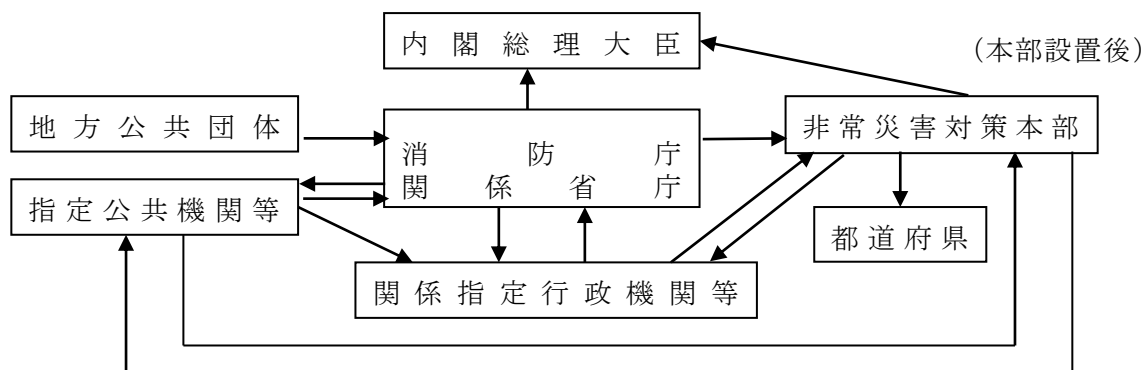 内閣総理大臣
(本部設置後)
地方公共団体
消防庁
関係省庁
非常災害対策本部
指定公共機関等
都道府県
関係指定行政機関等